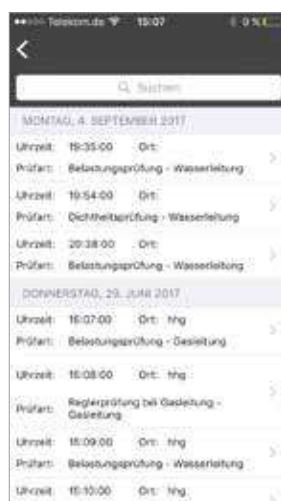 Telekom.de 15:07 0 %
Suchen
MONTAG, 4. SEPTEMBER 2017
Uhrzeit: 19:35:00 Ort:
Prüfart: Belastungsprüfung - Wasserleitung
Uhrzeit: 19:54:00 Ort:
Prüfart: Dichtheitsprüfung - Wasserleitung
Uhrzeit: 20:38:00 Ort:
Prüfart: Belastungsprüfung - Wasserleitung
DONNERSTAG, 29. JUNI 2017
Uhrzeit: 15:07:00 Ort: hhg
Prüfart: Belastungsprüfung - Gasleitung
Uhrzeit: 15:08:00 Ort: hhg
Prüfart: Reglerprüfung bei Gasleitung -
Gasleitung
Uhrzeit: 15:09:00 Ort: hhg
Prüfart: Belastungsprüfung - Wasserleitung
Uhrzeit: 15:10:00 Ort: hhg